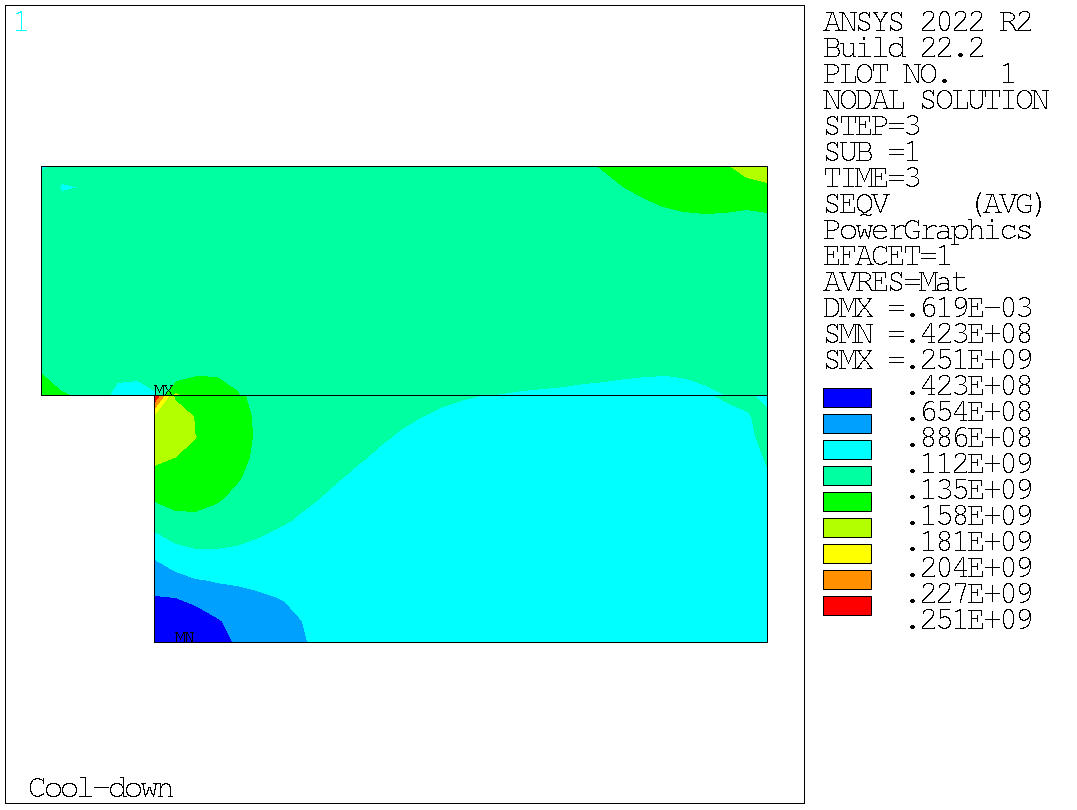 1
ANSYS 2022 R2
Build 22.2
PLOT NO. 1
NODAL SOLUTION
STEP=3
SUB =1
TIME=3
SEQV (AVG)
PowerGraphics
EFACET=1
AVRES=Mat
DMX =.619E-03
SMN =.423E+08
SMX =.251E+09
.423E+08
.654E+08
.886E+08
.112E+09
.135E+09
.158E+09
.181E+09
.204E+09
.227E+09
.251E+09
MX
MN
Cool-down